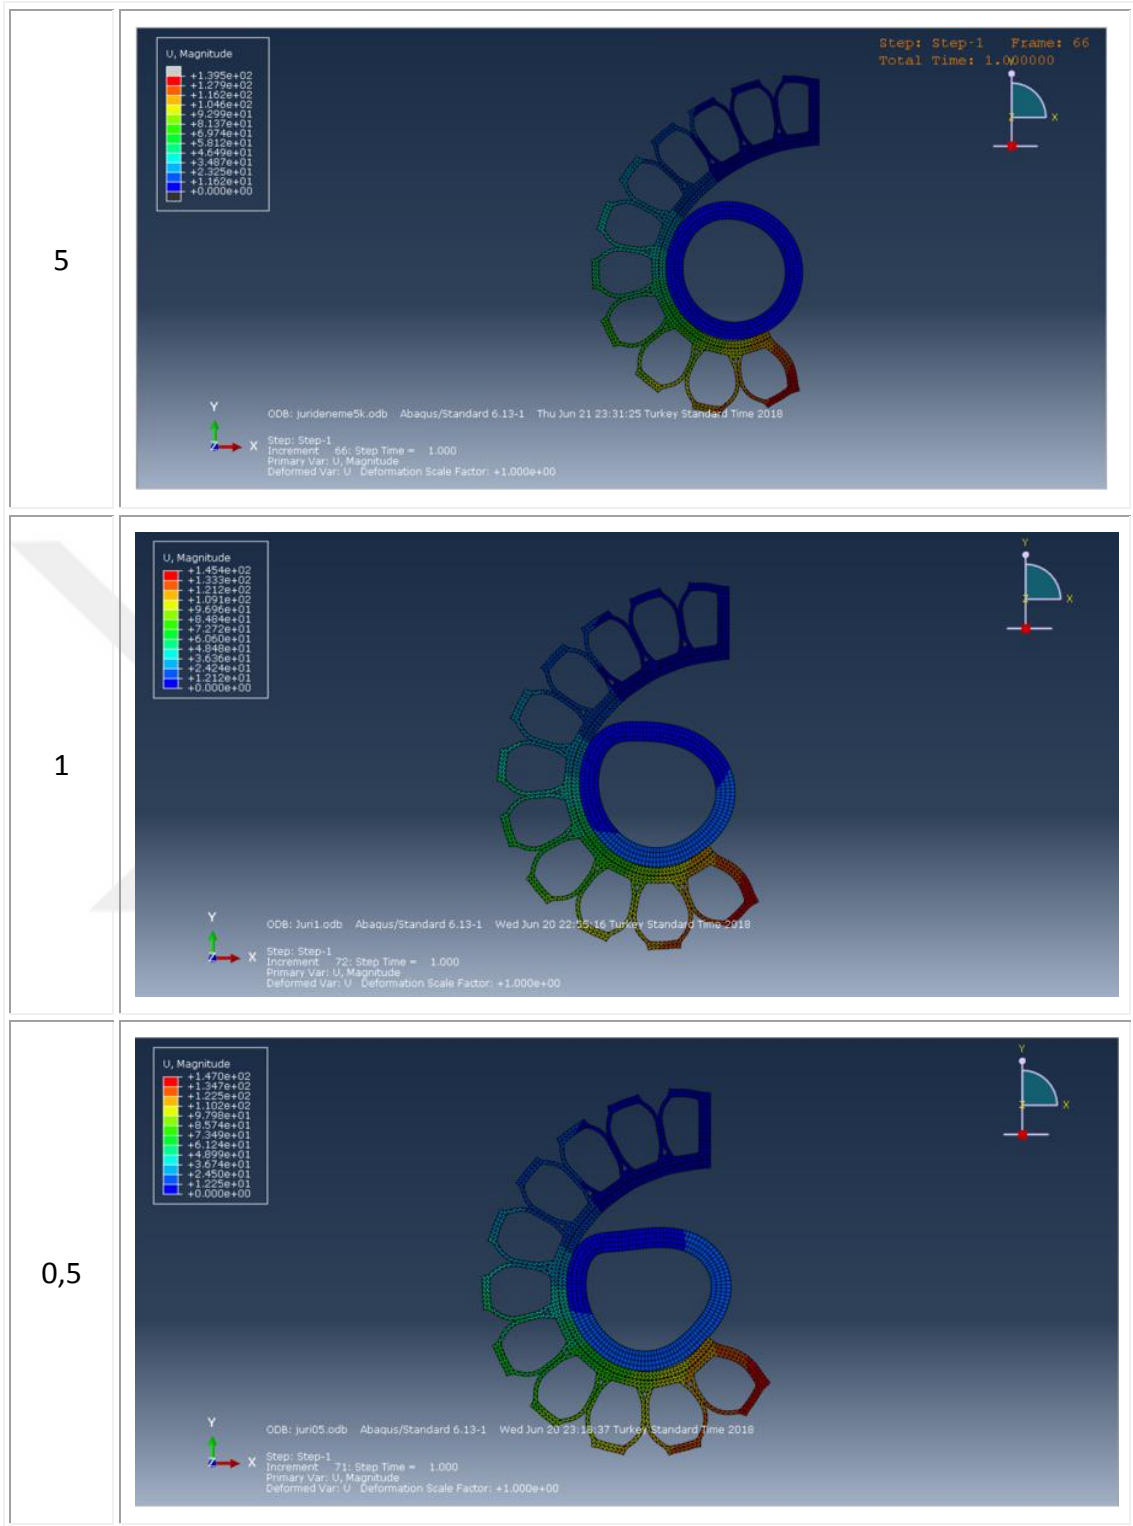 5
U, Magnitude
+1.395e+02
+1.279e+02
+1.162e+02
+1.046e+02
+9.299e+01
+8.137e+01
+6.974e+01
+5.812e+01
+4.649e+01
+3.487e+01
+2.325e+01
+1.162e+01
+0.000e+00
Step: Step-1 Frame: 66
Total Time: 1.000000
Y
Z X
Y
Z X
ODB: jurideneme5k.odb Abaqus/Standard 6.13-1 Thu Jun 21 23:31:25 Turkey Standard Time 2018
Step: Step-1
Increment 66: Step Time = 1.000
Primary Var: U, Magnitude
Deformed Var: U Deformation Scale Factor: +1.000e+00
1
U, Magnitude
+1.454e+02
+1.333e+02
+1.212e+02
+1.091e+02
+9.696e+01
+8.484e+01
+7.272e+01
+6.060e+01
+4.848e+01
+3.636e+01
+2.424e+01
+1.212e+01
+0.000e+00
Y
Z X
Y
Z X
ODB: Juri1.odb Abaqus/Standard 6.13-1 Wed Jun 20 22:55:16 Turkey Standard Time 2018
Step: Step-1
Increment 72: Step Time = 1.000
Primary Var: U, Magnitude
Deformed Var: U Deformation Scale Factor: +1.000e+00
0,5
U, Magnitude
+1.470e+02
+1.347e+02
+1.225e+02
+1.102e+02
+9.798e+01
+8.574e+01
+7.349e+01
+6.124e+01
+4.899e+01
+3.674e+01
+2.450e+01
+1.225e+01
+0.000e+00
Y
Z X
Y
Z X
ODB: juri05.odb Abaqus/Standard 6.13-1 Wed Jun 20 23:18:37 Turkey Standard Time 2018
Step: Step-1
Increment 71: Step Time = 1.000
Primary Var: U, Magnitude
Deformed Var: U Deformation Scale Factor: +1.000e+00